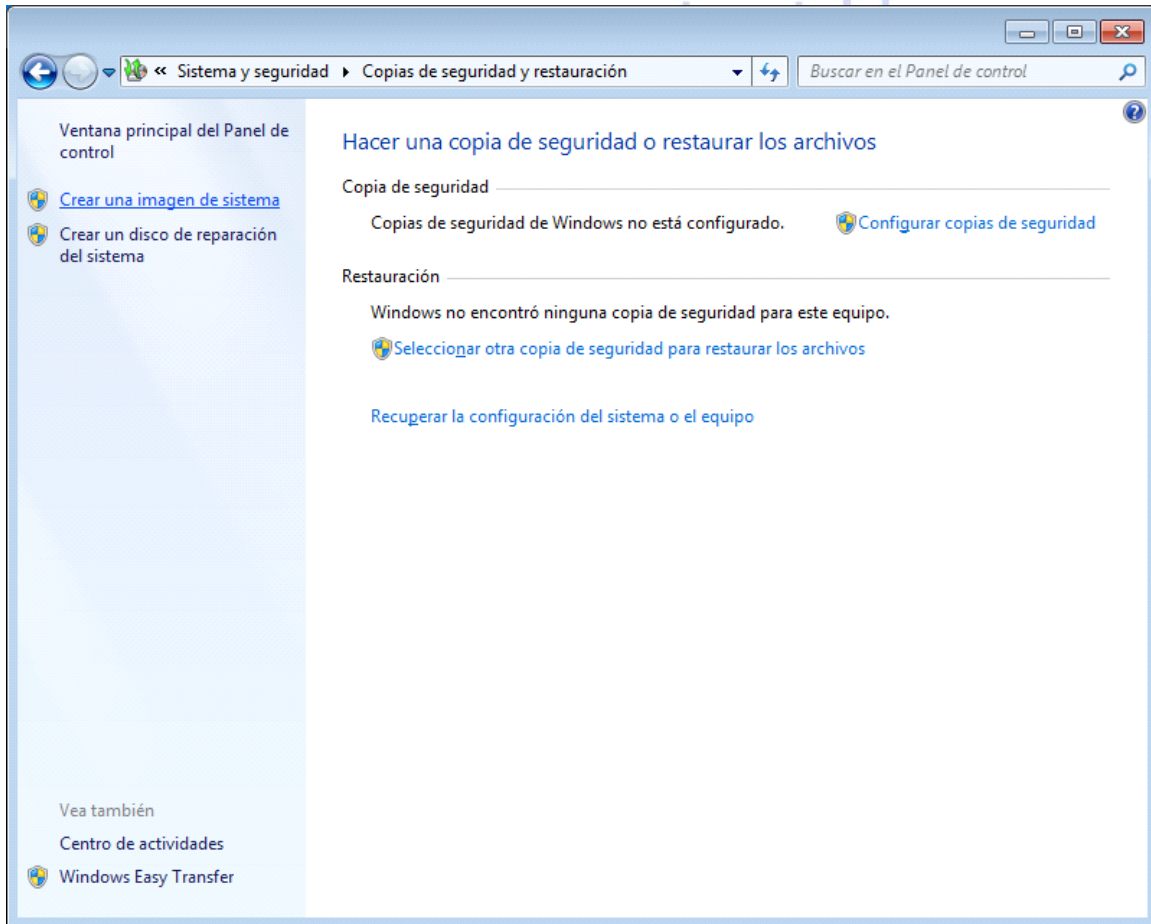 « Sistema y seguridad ▸ Copias de seguridad y restauración
Buscar en el Panel de control
Ventana principal del Panel de
control
Crear una imagen de sistema
Crear un disco de reparación
del sistema
Hacer una copia de seguridad o restaurar los archivos
Copia de seguridad
Copias de seguridad de Windows no está configurado.
Configurar copias de seguridad
Restauración
Windows no encontró ninguna copia de seguridad para este equipo.
Seleccionar otra copia de seguridad para restaurar los archivos
Recuperar la configuración del sistema o el equipo
Vea también
Centro de actividades
Windows Easy Transfer